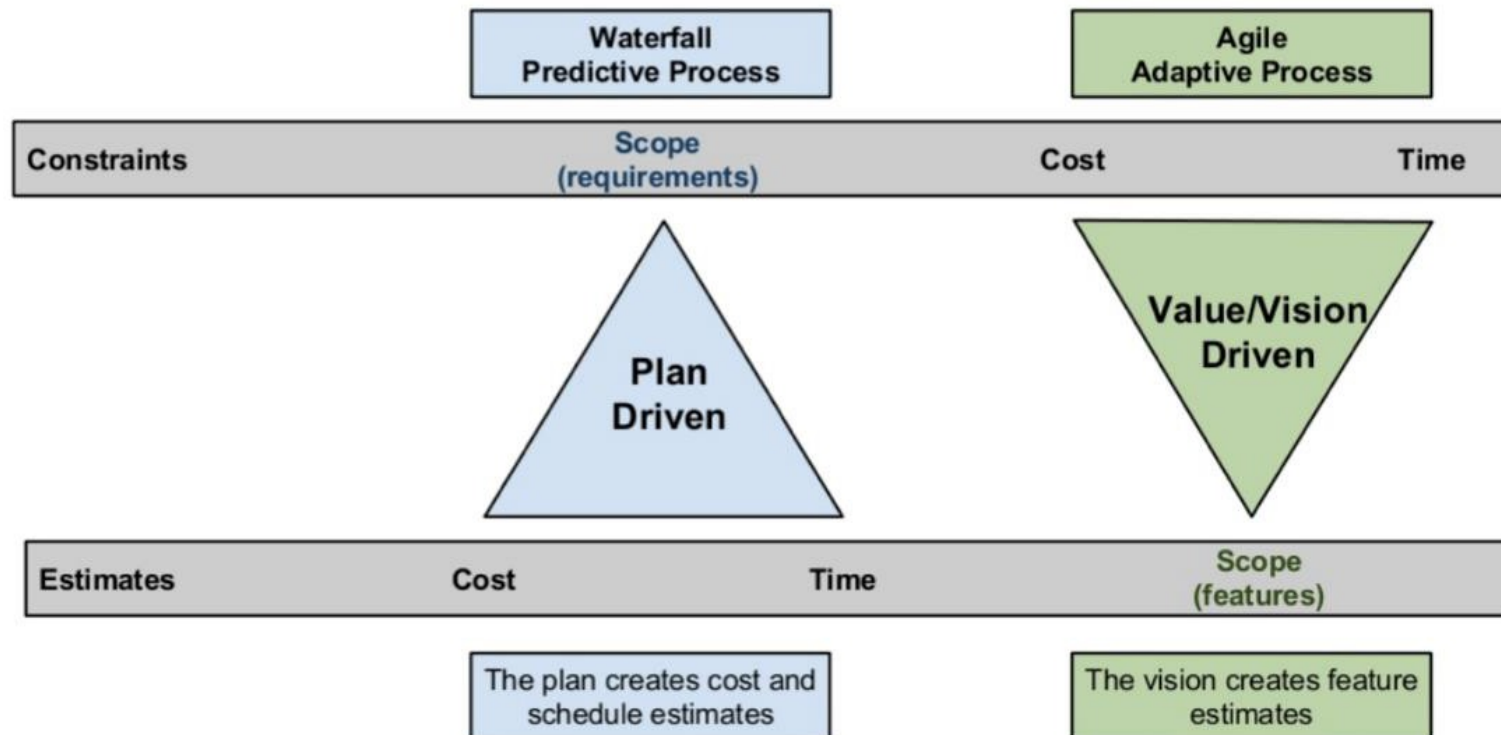 Waterfall
Predictive Process
Agile
Adaptive Process
Constraints
Scope
(requirements)
Cost
Time
Plan
Driven
Value/Vision
Driven
Estimates
Cost
Time
Scope
(features)
The plan creates cost and
schedule estimates
The vision creates feature
estimates